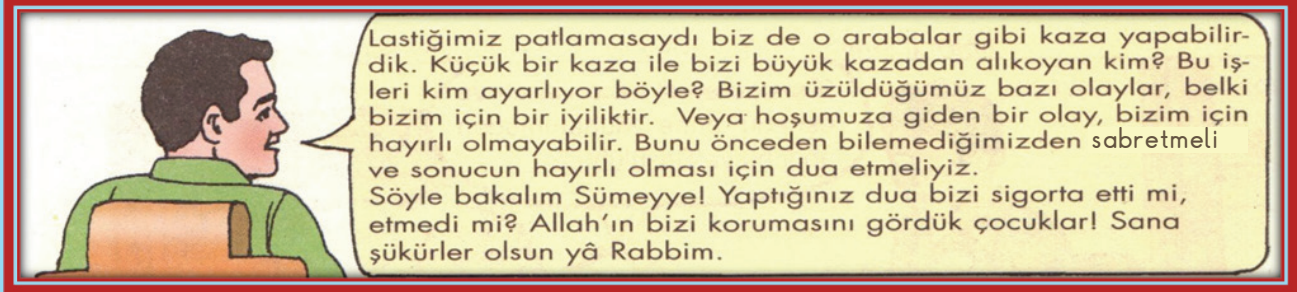 Lastiğimiz patlamasaydı biz de o arabalar gibi kaza yapabilir-
dik. Küçük bir kaza ile bizi büyük kazadan alıkoyan kim? Bu iş-
leri kim ayarlıyor böyle? Bizim üzüldüğümüz bazı olaylar, belki
bizim için bir iyiliktir. Veya hoşumuza giden bir olay, bizim için
hayırlı olmayabilir. Bunu önceden bilemediğimizden sabretmeli
ve sonucun hayırlı olması için dua etmeliyiz.
Söyle bakalım Sümeyye! Yaptığınız dua bizi sigorta etti mi,
etmedi mi? Allah'ın bizi korumasını gördük çocuklar! Sana
şükürler olsun yâ Rabbim.